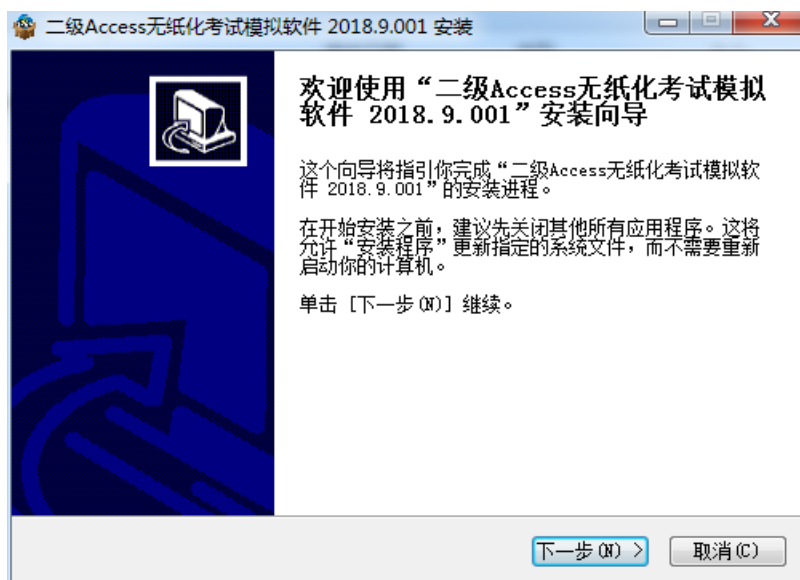 二级Access无纸化考试模拟软件 2018.9.001 安装
欢迎使用“二级Access无纸化考试模拟
软件 2018.9.001”安装向导
这个向导将指引你完成“二级Access无纸化考试模拟软
件 2018.9.001”的安装进程。
在开始安装之前，建议先关闭其他所有应用程序。这将
允许“安装程序”更新指定的系统文件，而不需要重新
启动你的计算机。
单击 [下一步(N)] 继续。
下一步(N) >
取消(C)